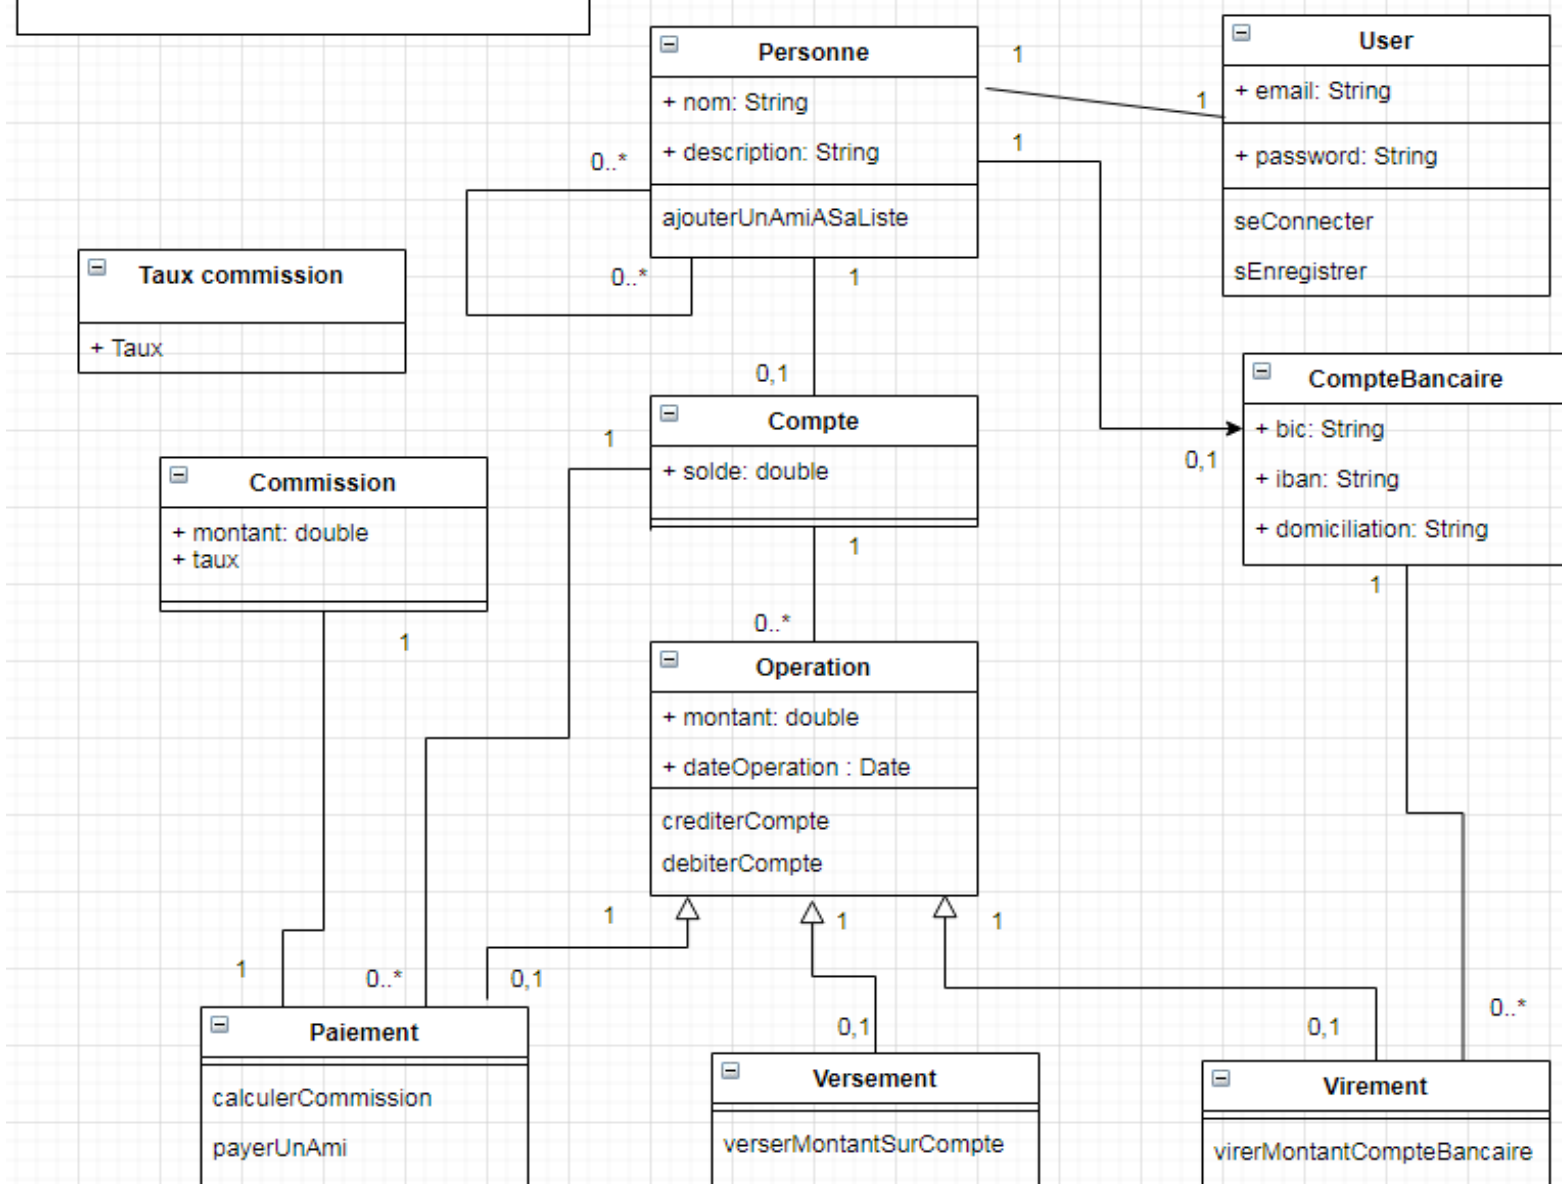 Personne
+ nom: String
+ description: String
ajouterUnAmiASaListe
1
1
User
+ email: String
+ password: String
seConnecter
sEnregistrer
0..*
0..*
1
1
0,1
Taux commission
+ Taux
CompteBancaire
+ bic: String
+ iban: String
+ domiciliation: String
0,1
1
Compte
+ solde: double
1
1
0..*
Commission
+ montant: double
+ taux
1
Operation
+ montant: double
+ dateOperation : Date
crediterCompte
debiterCompte
1
1
1
1
0..*
0,1
0,1
0,1
0..*
Paiement
calculerCommission
payerUnAmi
Versement
verserMontantSurCompte
Virement
virerMontantCompteBancaire